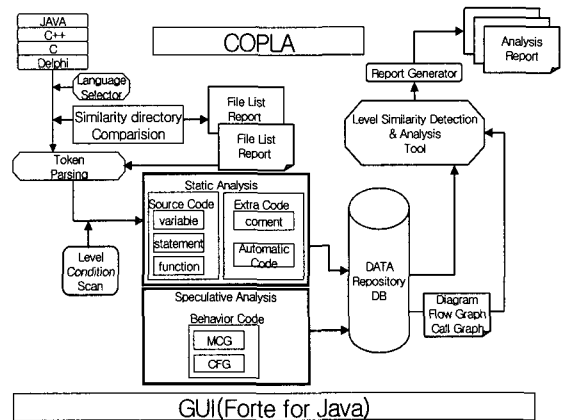 JAVA
C++
C
Delphi
COPLA
Analysis
Report
Report Generator
Language
Selector
Similarity directory
Comparision
File List
Report
File List
Report
Level Similarity Detection
& Analysis
Tool
Token
Parsing
Static Analysis
Source Code
variable
statement
function
Extra Code
coment
Automatic
Code
Level
Condition
Scan
DATA
Repository
DB
Speculative Analysis
Behavior Code
MCG
CFG
Diagram
Flow Graph
Call Graph
GUI(Forte for Java)